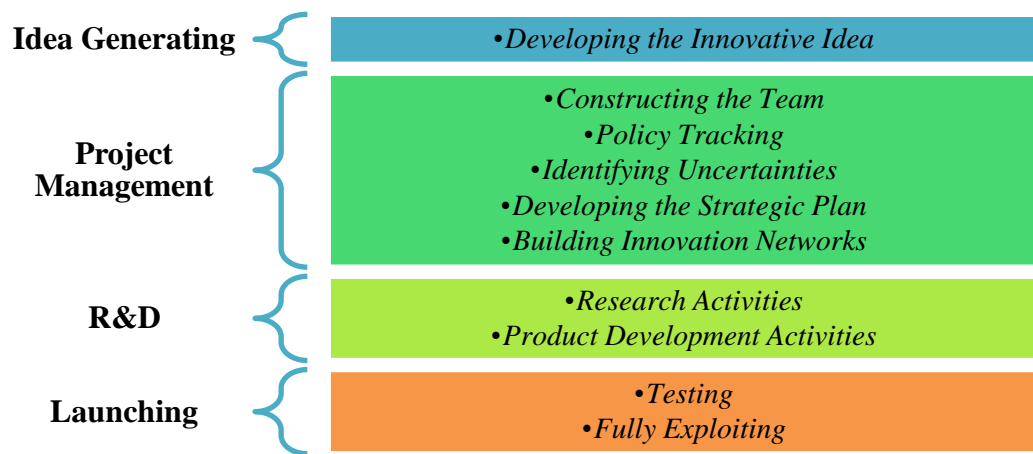 Idea Generating
•Developing the Innovative Idea
Project
Management
•Constructing the Team
•Policy Tracking
•Identifying Uncertainties
•Developing the Strategic Plan
•Building Innovation Networks
R&D
•Research Activities
•Product Development Activities
Launching
•Testing
•Fully Exploiting